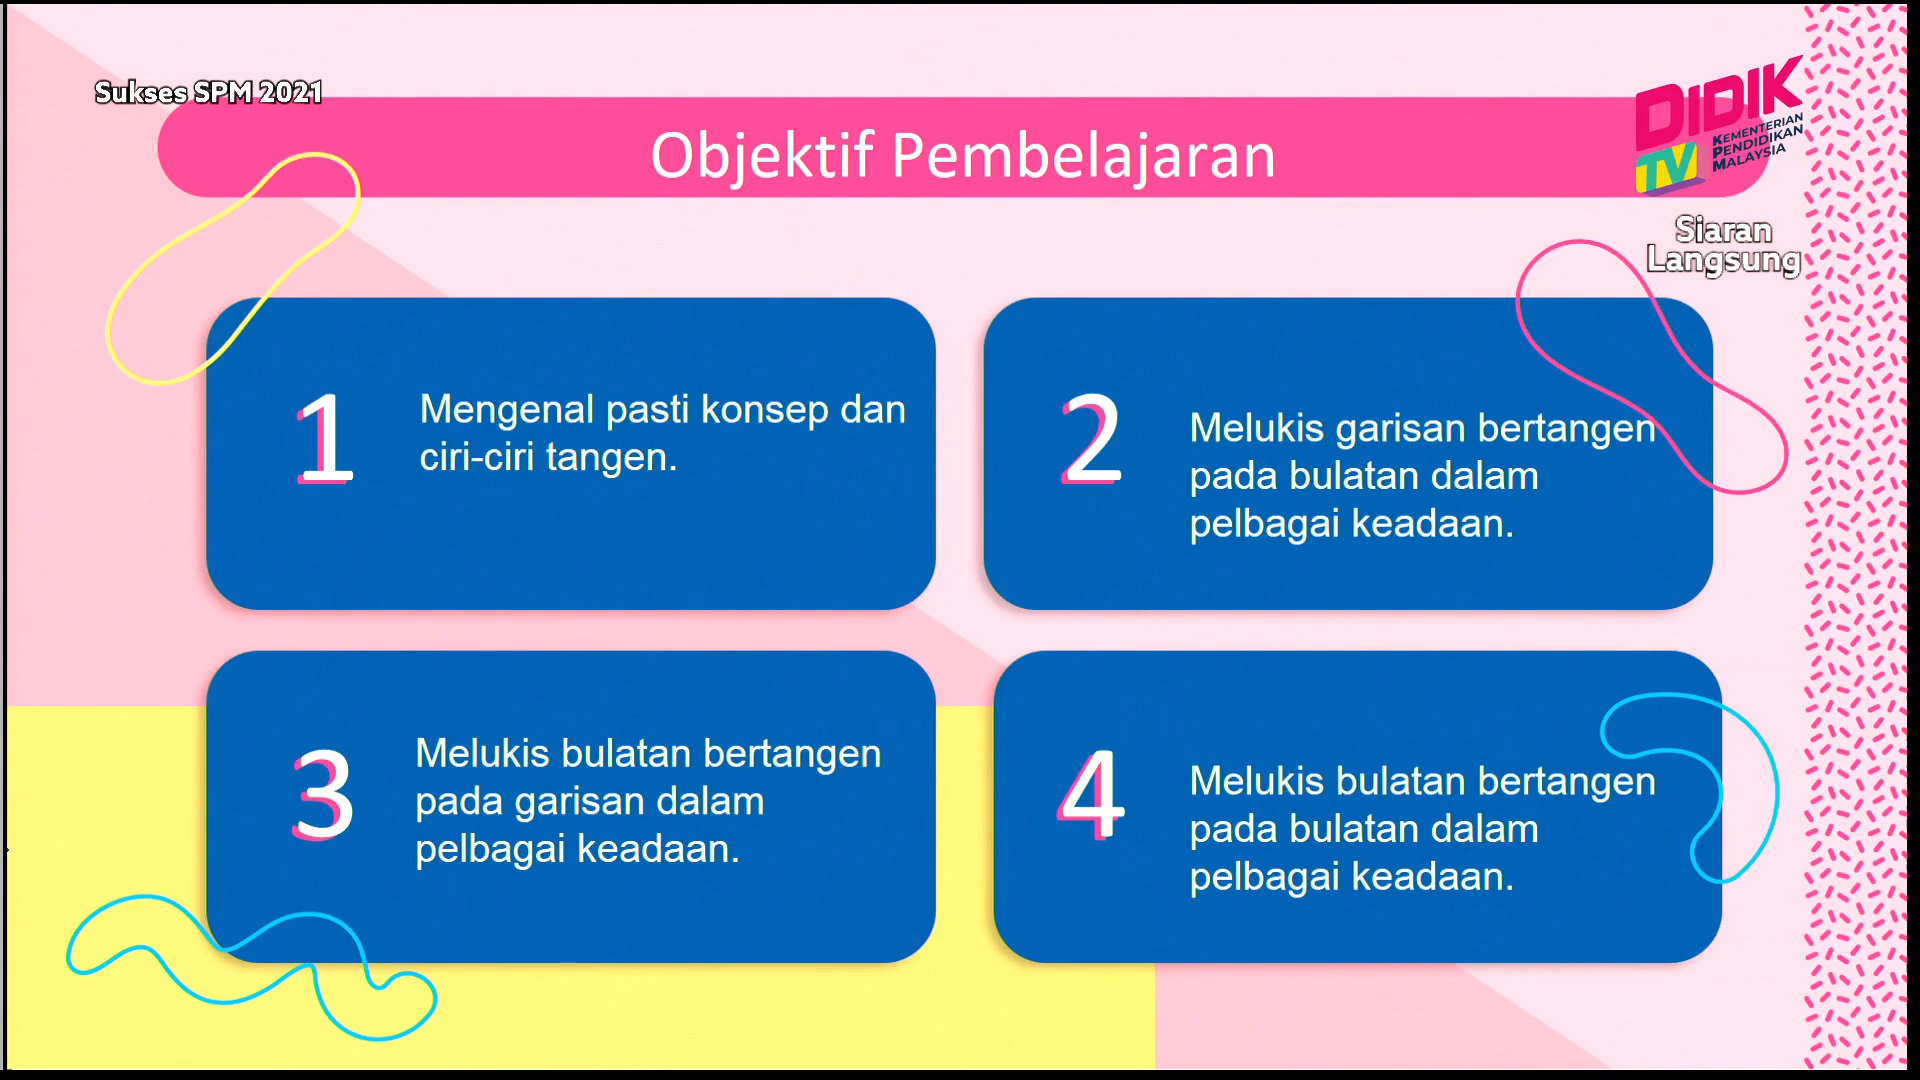 Sukses SPM 2021
Objektif Pembelajaran
DIDIK
TV
KEMENTERIAN
PENDIDIKAN
MALAYSIA
Siaran
Langsung
1
Mengenal pasti konsep dan
ciri-ciri tangen.
2
Melukis garisan bertangen
pada bulatan dalam
pelbagai keadaan.
3
Melukis bulatan bertangen
pada garisan dalam
pelbagai keadaan.
4
Melukis bulatan bertangen
pada bulatan dalam
pelbagai keadaan.